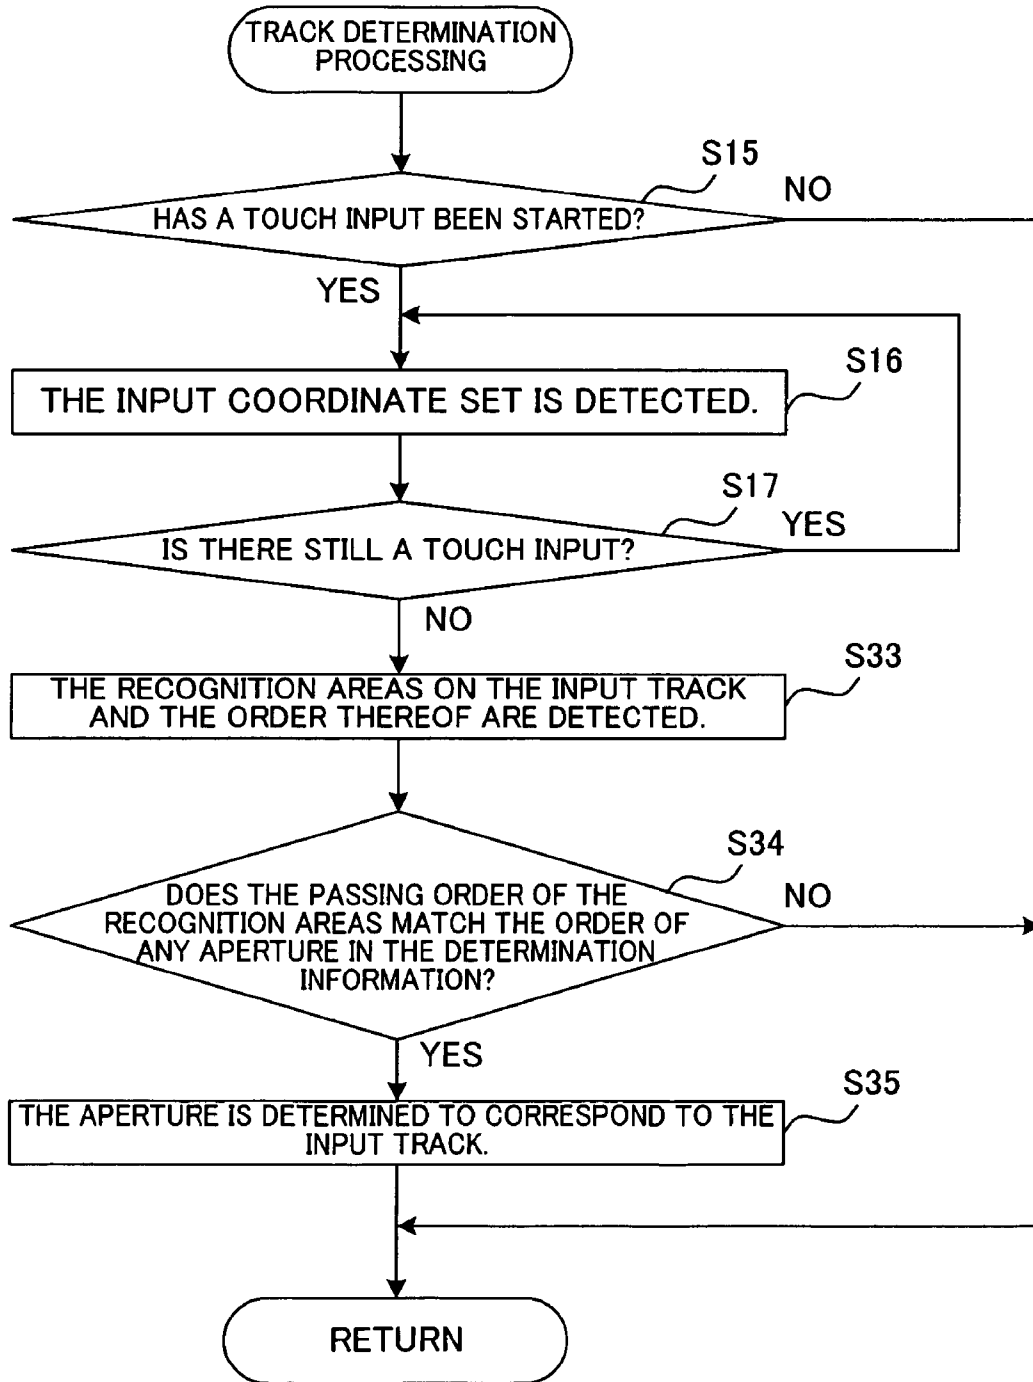 TRACK DETERMINATION
PROCESSING
S15
NO
HAS A TOUCH INPUT BEEN STARTED?
YES
S16
THE INPUT COORDINATE SET IS DETECTED.
S17
YES
IS THERE STILL A TOUCH INPUT?
NO
S33
THE RECOGNITION AREAS ON THE INPUT TRACK
AND THE ORDER THEREOF ARE DETECTED.
S34
NO
DOES THE PASSING ORDER OF THE
RECOGNITION AREAS MATCH THE ORDER OF
ANY APERTURE IN THE DETERMINATION
INFORMATION?
YES
S35
THE APERTURE IS DETERMINED TO CORRESPOND TO THE
INPUT TRACK.
RETURN